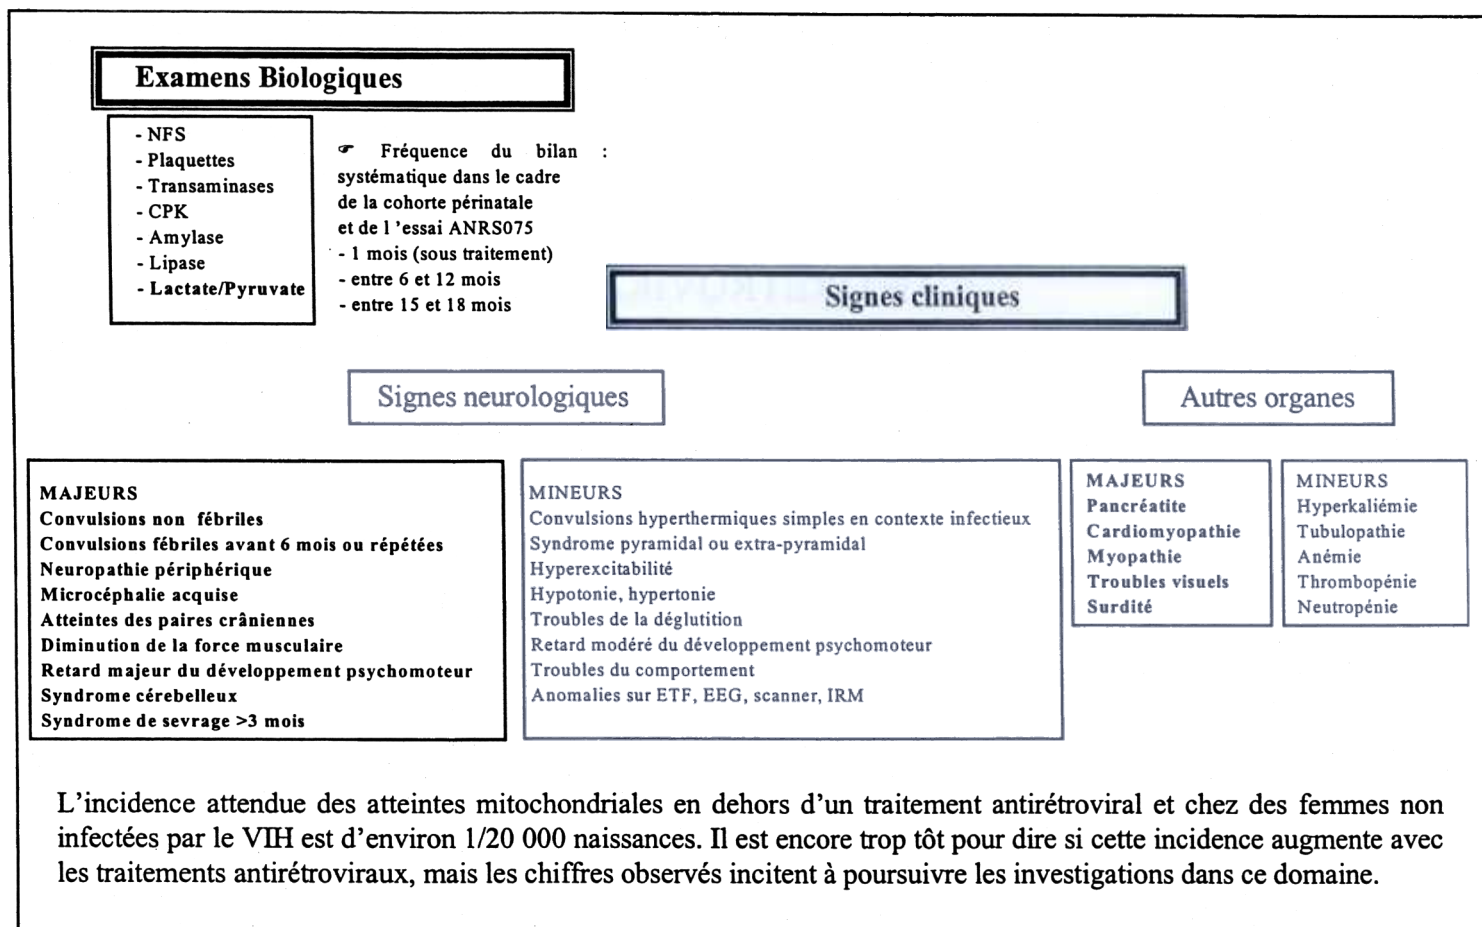 Examens Biologiques
- NFS
- Plaquettes
- Transaminases
- CPK
- Amylase
- Lipase
- Lactate/Pyruvate
☞ Fréquence du bilan :
systématique dans le cadre
de la cohorte périnatale
et de l 'essai ANRS075
- 1 mois (sous traitement)
- entre 6 et 12 mois
- entre 15 et 18 mois
Signes cliniques
Signes neurologiques
Autres organes
MAJEURS
Convulsions non fébriles
Convulsions fébriles avant 6 mois ou répétées
Neuropathie périphérique
Microcéphalie acquise
Atteintes des paires crâniennes
Diminution de la force musculaire
Retard majeur du développement psychomoteur
Syndrome cérebelleux
Syndrome de sevrage >3 mois
MINEURS
Convulsions hyperthermiques simples en contexte infectieux
Syndrome pyramidal ou extra-pyramidal
Hyperexcitabilité
Hypotonie, hypertonie
Troubles de la déglutition
Retard modéré du développement psychomoteur
Troubles du comportement
Anomalies sur ETF, EEG, scanner, IRM
MAJEURS
Pancréatite
Cardiomyopathie
Myopathie
Troubles visuels
Surdité
MINEURS
Hyperkaliémie
Tubulopathie
Anémie
Thrombopénie
Neutropénie
L'incidence attendue des atteintes mitochondriales en dehors d'un traitement antirétroviral et chez des femmes non
infectées par le VIH est d'environ 1/20 000 naissances. Il est encore trop tôt pour dire si cette incidence augmente avec
les traitements antirétroviraux, mais les chiffres observés incitent à poursuivre les investigations dans ce domaine.